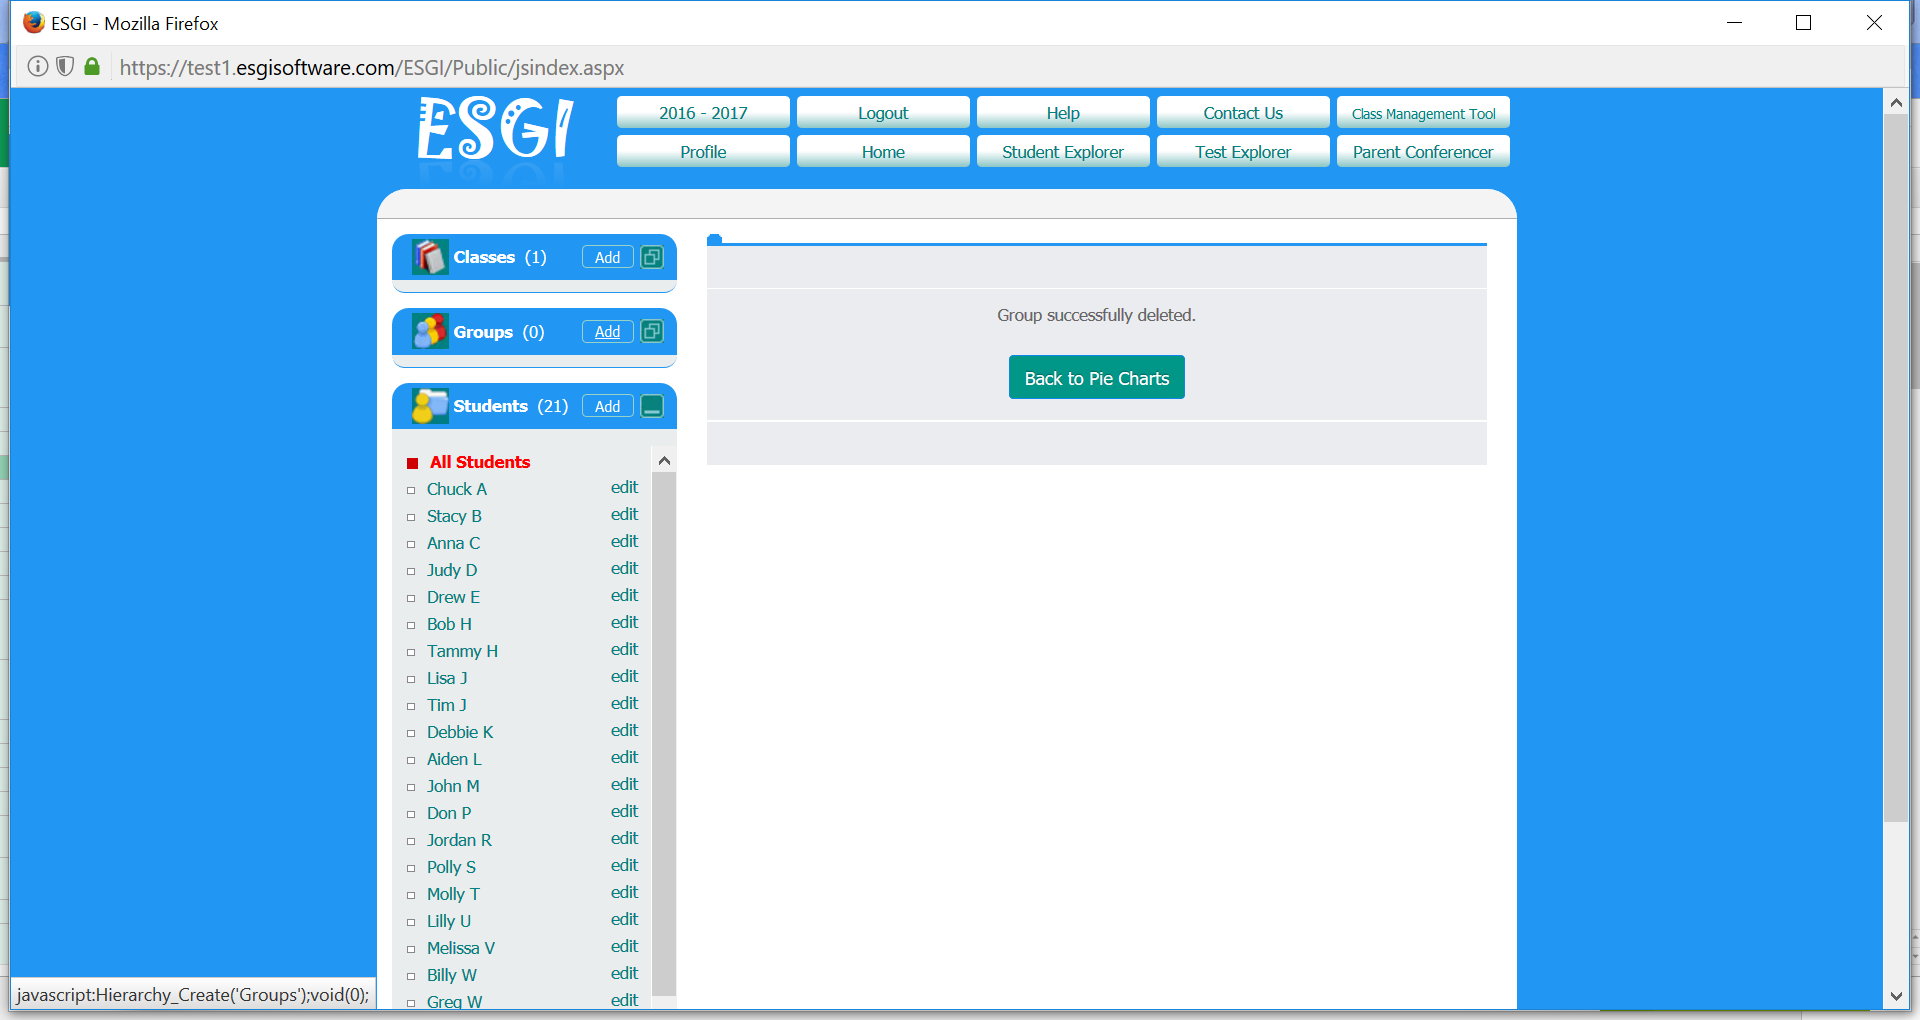 ESGI - Mozilla Firefox
https://test1.esgisoftware.com/ESGI/Public/jsindex.aspx
ESGI
2016 - 2017 Logout Help Contact Us Class Management Tool
Profile Home Student Explorer Test Explorer Parent Conferencer
Classes (1) Add
Groups (0) Add
Students (21) Add
All Students
Chuck A edit
Stacy B edit
Anna C edit
Judy D edit
Drew E edit
Bob H edit
Tammy H edit
Lisa J edit
Tim J edit
Debbie K edit
Aiden L edit
John M edit
Don P edit
Jordan R edit
Polly S edit
Molly T edit
Lilly U edit
Melissa V edit
Billy W edit
Greg W edit
Group successfully deleted.
Back to Pie Charts
javascript:Hierarchy_Create('Groups');void(0);